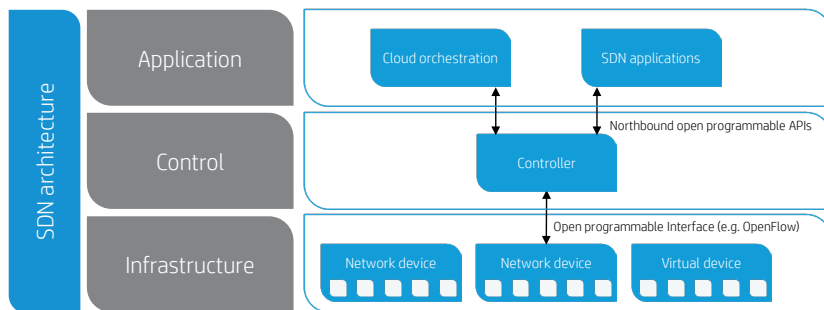 SDN architecture
Application
Cloud orchestration
SDN applications
Northbound open programmable APIs
Control
Controller
Open programmable Interface (e.g. OpenFlow)
Infrastructure
Network device
Network device
Virtual device